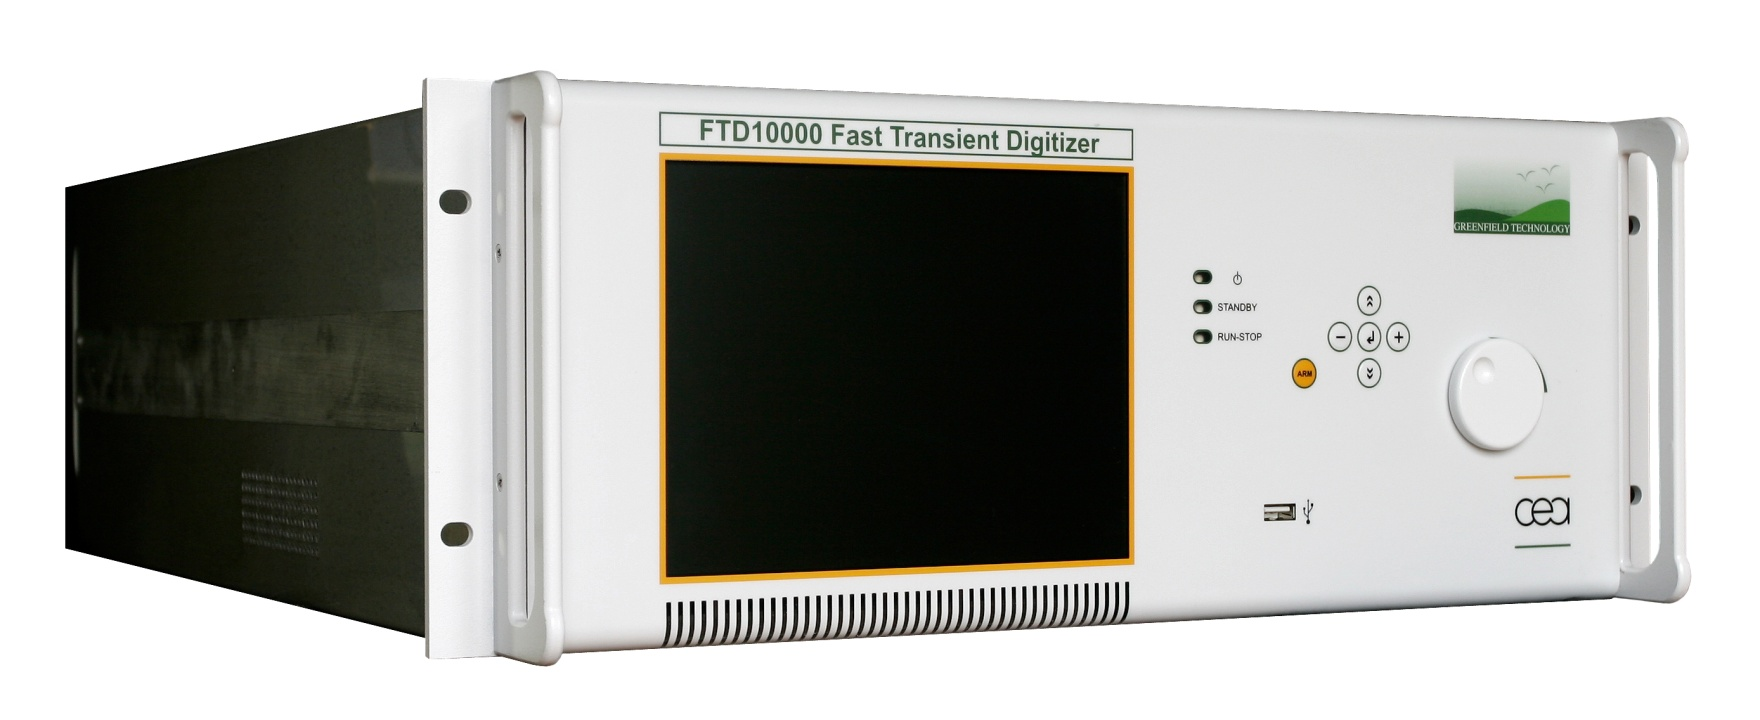 FTD10000 Fast Transient Digitizer
GREENFIELD TECHNOLOGY
STANDBY
RUN-STOP
ARM
cea